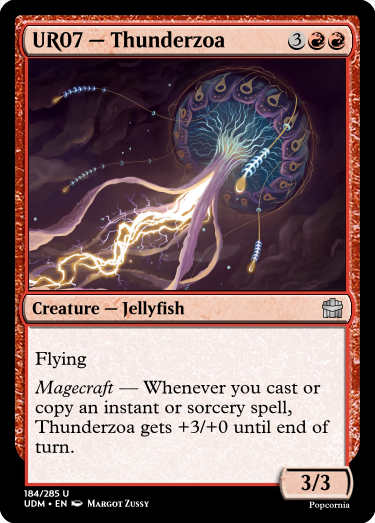 UR07 — Thunderzoa 3
Creature — Jellyfish
Flying
Magecraft — Whenever you cast or
copy an instant or sorcery spell,
Thunderzoa gets +3/+0 until end of
turn.
3/3
184/285 U
UDM • EN Margot Zussy
Popcornia